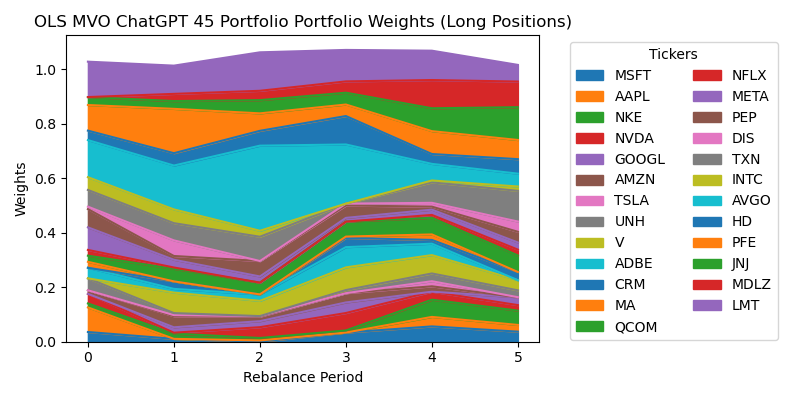 OLS MVO ChatGPT 45 Portfolio Portfolio Weights (Long Positions)
Weights
1.0
0.8
0.6
0.4
0.2
0.0
0 1 2 3 4 5
Rebalance Period
Tickers
MSFT
AAPL
NKE
NVDA
GOOGL
AMZN
TSLA
UNH
V
ADBE
CRM
MA
QCOM
NFLX
META
PEP
DIS
TXN
INTC
AVGO
HD
PFE
JNJ
MDLZ
LMT